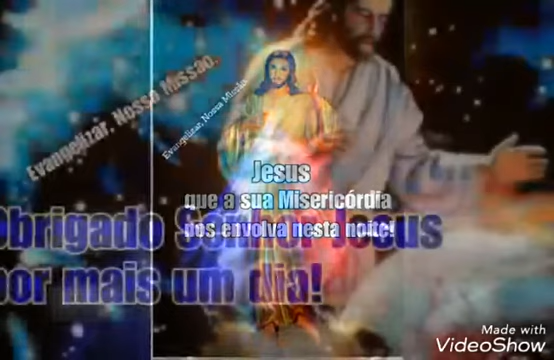 Evangelizar, Nossa Missão.
Evangelizar, Nossa Missão.
Jesus
que a sua Misericórdia
nos envolva nesta noite!
Obrigado Senhor Jesus
por mais um dia!
Made with
VideoShow